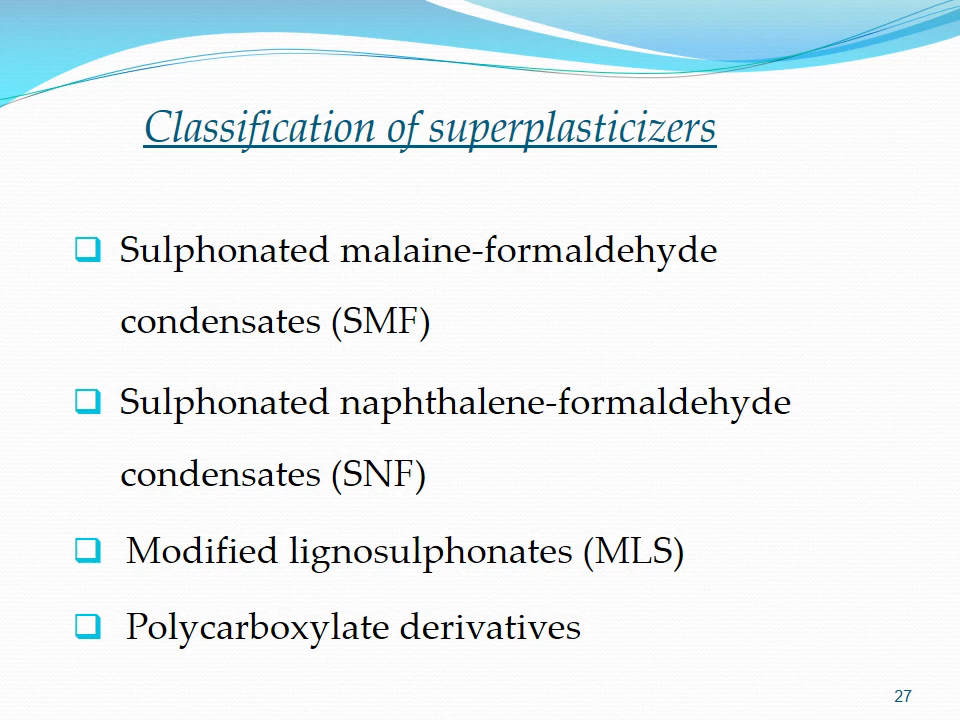 Classification of superplasticizers
Sulphonated malaine-formaldehyde
condensates (SMF)
Sulphonated naphthalene-formaldehyde
condensates (SNF)
Modified lignosulphonates (MLS)
Polycarboxylate derivatives
27